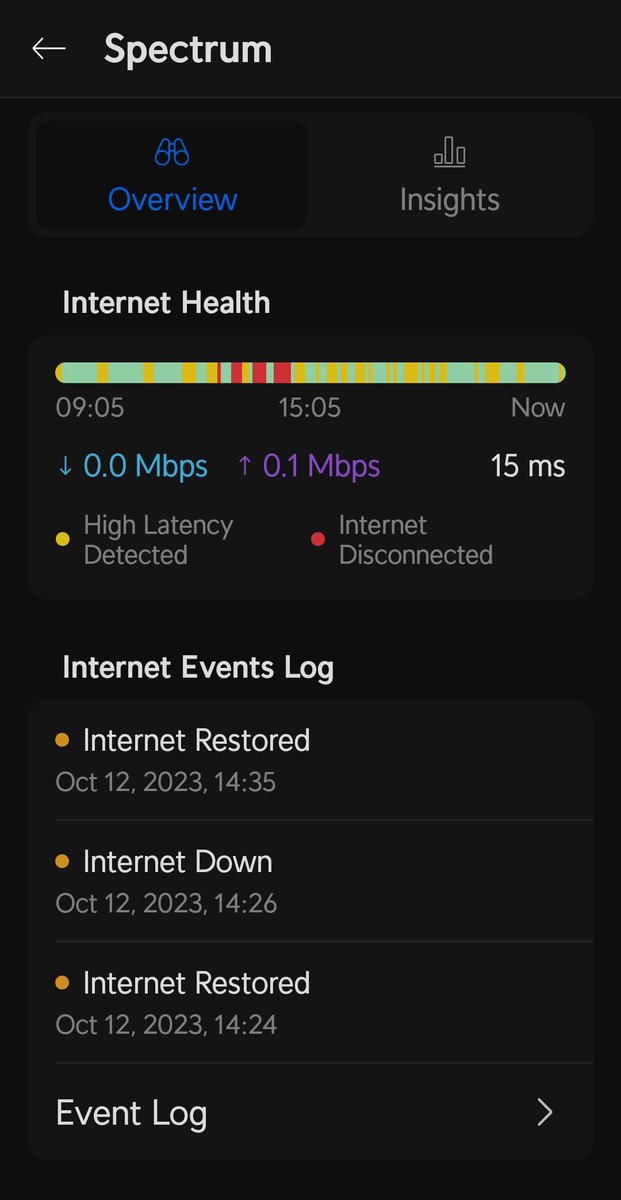 Spectrum
Overview
Insights
Internet Health
09:05 15:05 Now
↓ 0.0 Mbps ↑ 0.1 Mbps 15 ms
High Latency
Detected
Internet
Disconnected
Internet Events Log
Internet Restored
Oct 12, 2023, 14:35
Internet Down
Oct 12, 2023, 14:26
Internet Restored
Oct 12, 2023, 14:24
Event Log